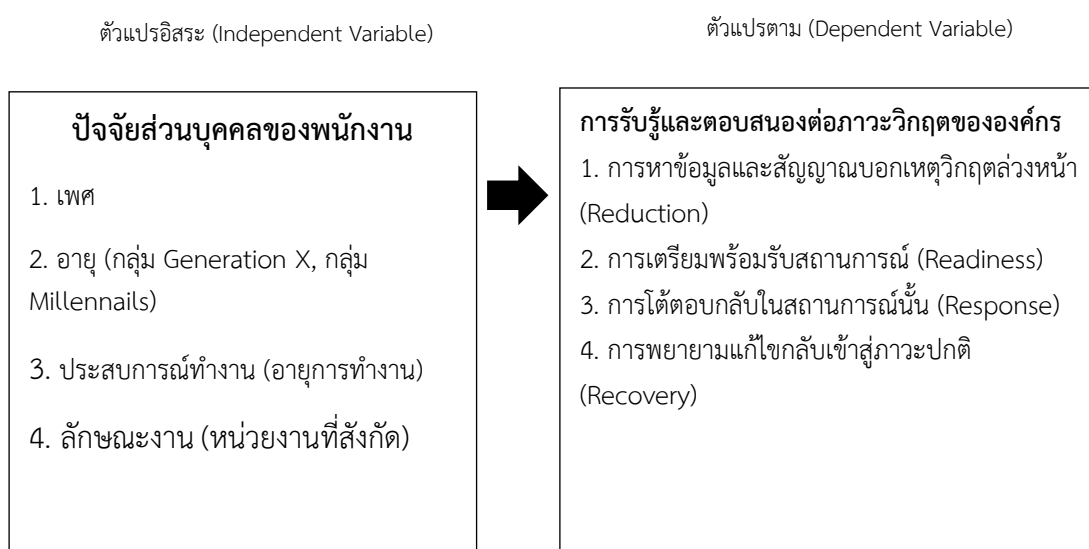 ตัวแปรอิสระ (Independent Variable)
ตัวแปรตาม (Dependent Variable)
ปัจจัยส่วนบุคคลของพนักงาน
1. เพศ
2. อายุ (กลุ่ม Generation X, กลุ่ม
Millennails)
3. ประสบการณ์ทำงาน (อายุการทำงาน)
4. ลักษณะงาน (หน่วยงานที่สังกัด)
การรับรู้และตอบสนองต่อภาวะวิกฤตขององค์กร
1. การหาข้อมูลและสัญญาณบอกเหตุวิกฤตล่วงหน้า
(Reduction)
2. การเตรียมพร้อมรับสถานการณ์ (Readiness)
3. การโต้ตอบกลับในสถานการณ์นั้น (Response)
4. การพยายามแก้ไขกลับเข้าสู่ภาวะปกติ
(Recovery)